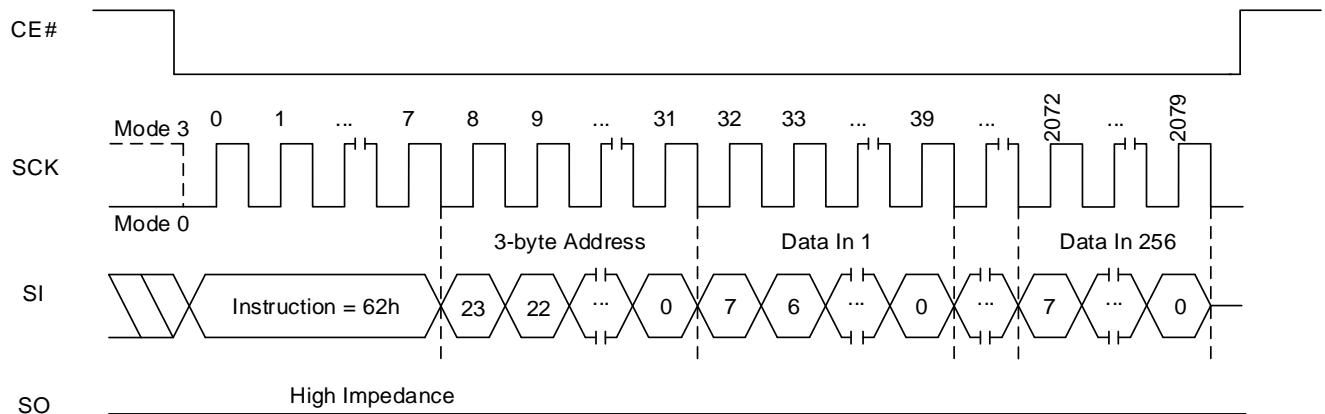 CE#
0 1 ... 7 8 9 ... 31 32 33 ... 39 ... 2072 ... 2079
Mode 3
SCK
Mode 0
3-byte Address Data In 1 Data In 256
SI Instruction = 62h 23 22 ... 0 7 6 ... 0 ... 7 ... 0
High Impedance
SO